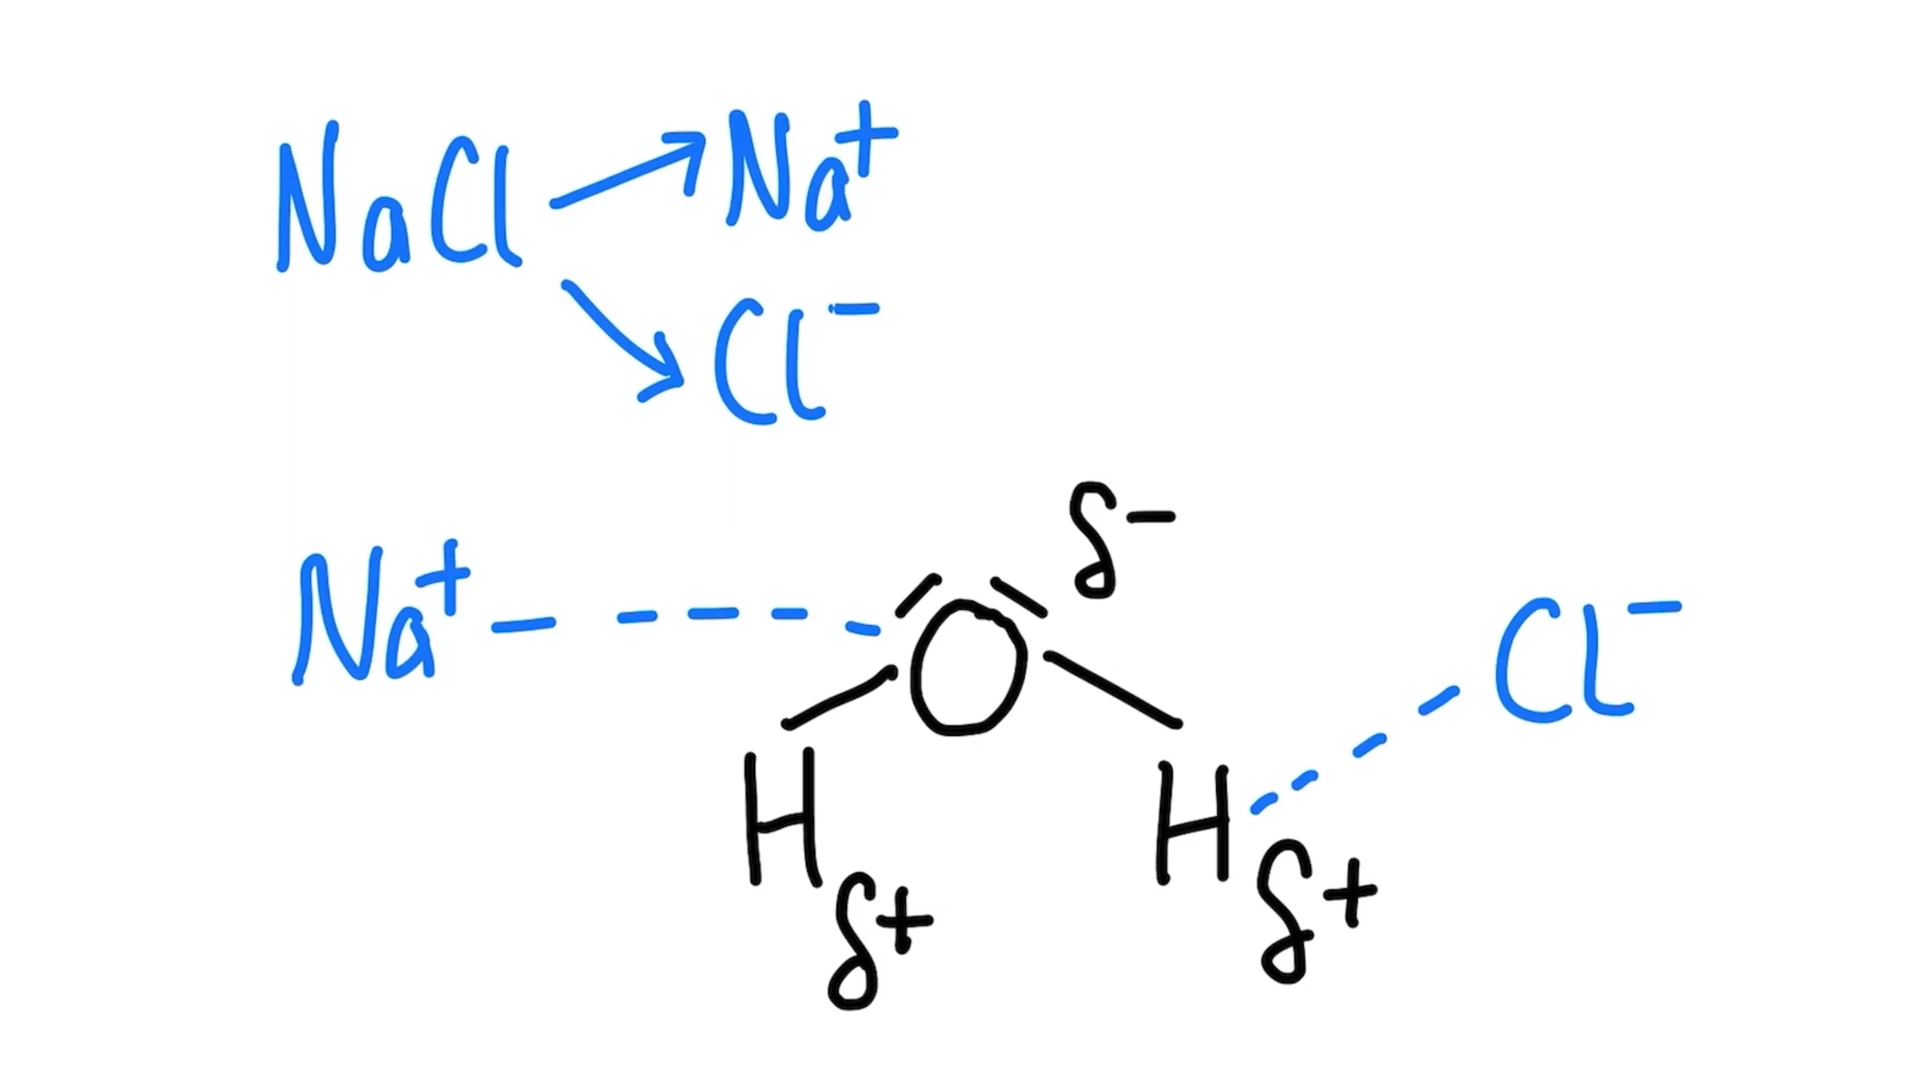 NaCl
Na⁺
Cl⁻
δ⁻
Na⁺ O Cl⁻
H H
δ+ δ+